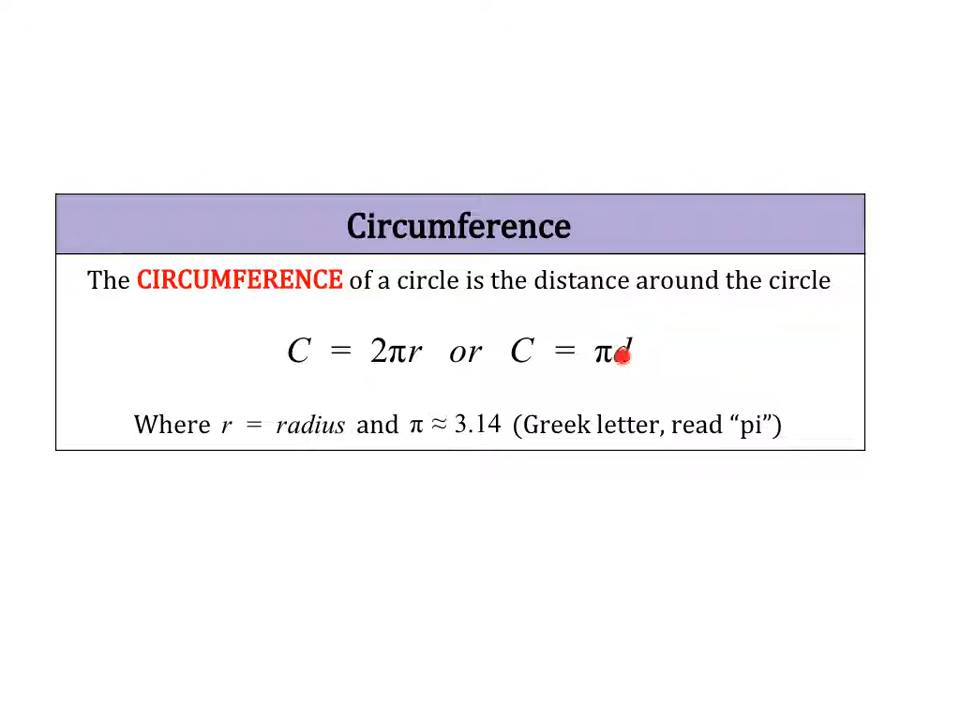 Circumference
The CIRCUMFERENCE of a circle is the distance around the circle
C = 2πr or C = πd
Where r = radius and π ≈ 3.14 (Greek letter, read “pi”)